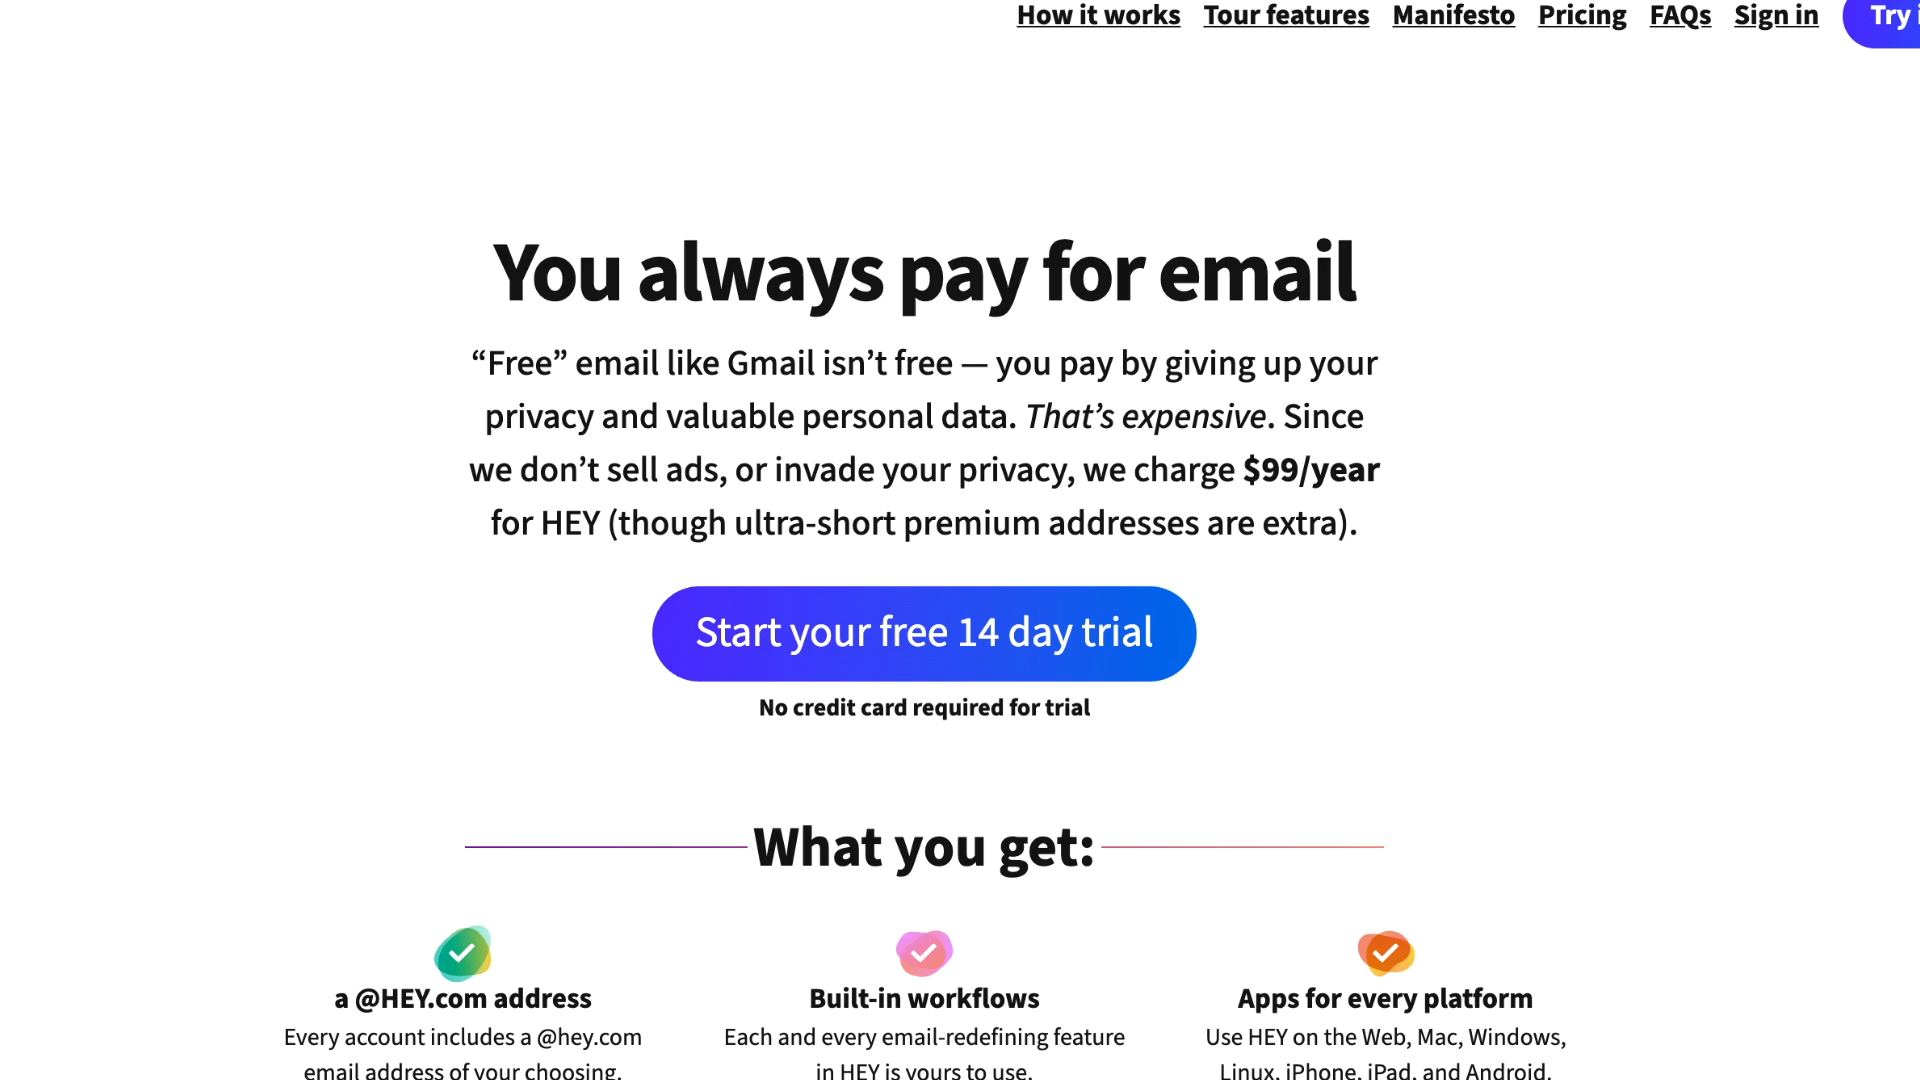 How it works Tour features Manifesto Pricing FAQs Sign in Try
You always pay for email
“Free” email like Gmail isn’t free — you pay by giving up your
privacy and valuable personal data. That’s expensive. Since
we don’t sell ads, or invade your privacy, we charge $99/year
for HEY (though ultra-short premium addresses are extra).
Start your free 14 day trial
No credit card required for trial
What you get:
a @HEY.com address
Every account includes a @hey.com
email address of your choosing.
Built-in workflows
Each and every email-redefining feature
in HEY is yours to use.
Apps for every platform
Use HEY on the Web, Mac, Windows,
Linux, iPhone, iPad, and Android.